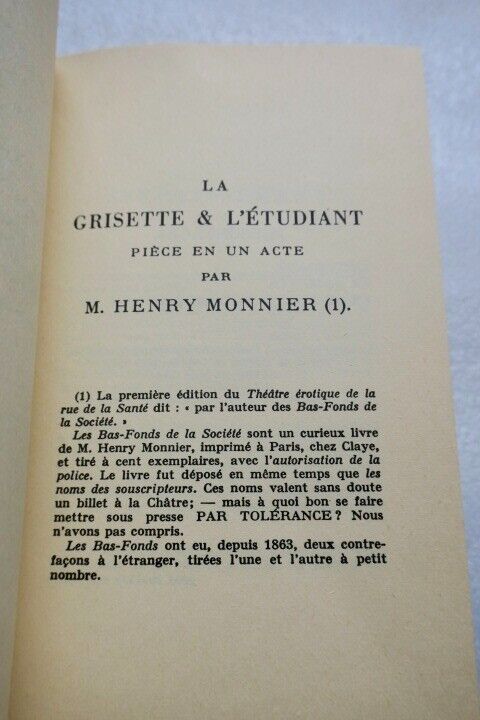 LA
GRISETTE & L'ÉTUDIANT
PIÈCE EN UN ACTE
PAR
M. HENRY MONNIER (1).
(1) La première édition du Théâtre érotique de la
rue de la Santé dit : « par l'auteur des Bas-Fonds de
la Société. »
Les Bas-Fonds de la Société sont un curieux livre
de M. Henry Monnier, imprimé à Paris, chez Claye,
et tiré à cent exemplaires, avec l'autorisation de la
police. Le livre fut déposé en même temps que les
noms des souscripteurs. Ces noms valent sans doute
un billet à la Châtre; — mais à quoi bon se faire
mettre sous presse PAR TOLÉRANCE? Nous
n'avons pas compris.
Les Bas-Fonds ont eu, depuis 1863, deux contre-
façons à l'étranger, tirées l'une et l'autre à petit
nombre.